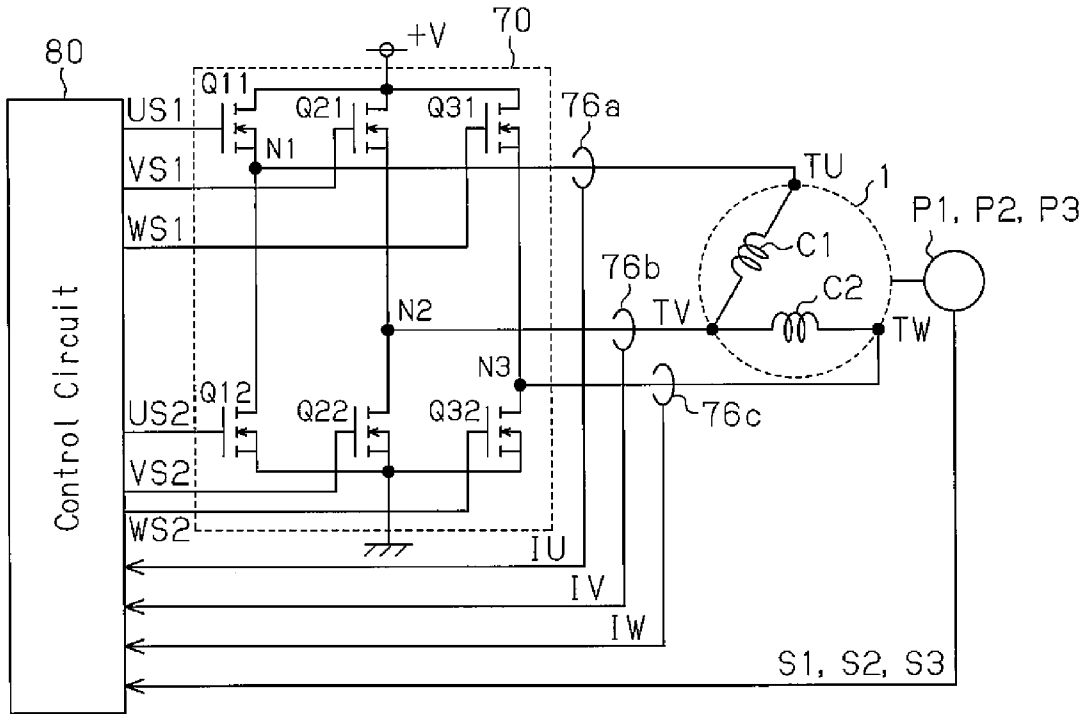 80
70
+V
Q11
US1
Q21
Q31
76a
N1
VS1
TU
1
P1, P2, P3
WS1
C1
76b
C2
N2
TV
TW
N3
Control Circuit
Q12
Q22
Q32
76c
US2
VS2
WS2
IU
IV
IW
S1, S2, S3